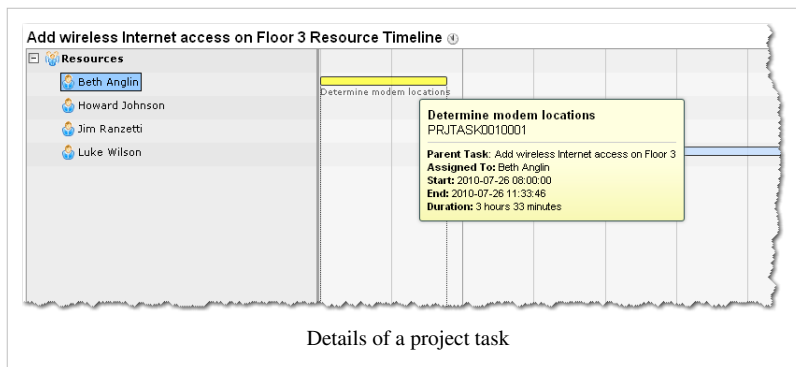 Add wireless Internet access on Floor 3 Resource Timeline
Resources
Beth Anglin
Determine modem locations
Howard Johnson
Jim Ranzetti
Luke Wilson
Determine modem locations
PRJTASK0010001
Parent Task: Add wireless Internet access on Floor 3
Assigned To: Beth Anglin
Start: 2010-07-26 08:00:00
End: 2010-07-26 11:33:46
Duration: 3 hours 33 minutes
Details of a project task